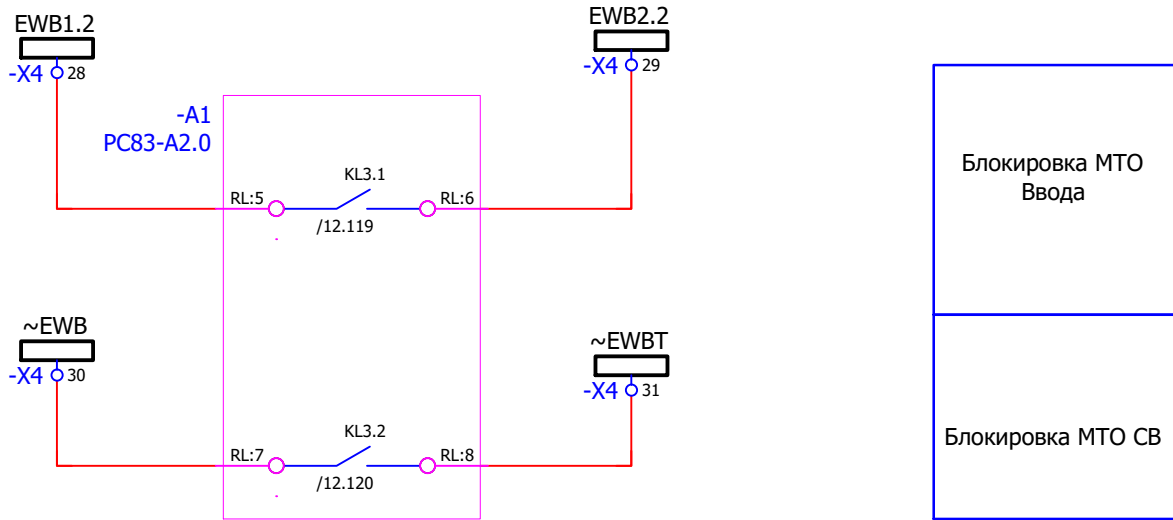 EWB1.2
-X4 28
EWB2.2
-X4 29
-A1
РС83-А2.0
KL3.1
RL:5
RL:6
/12.119
Блокировка МТО
Ввода
~EWB
-X4 30
~EWBT
-X4 31
KL3.2
RL:7
RL:8
/12.120
Блокировка МТО СВ